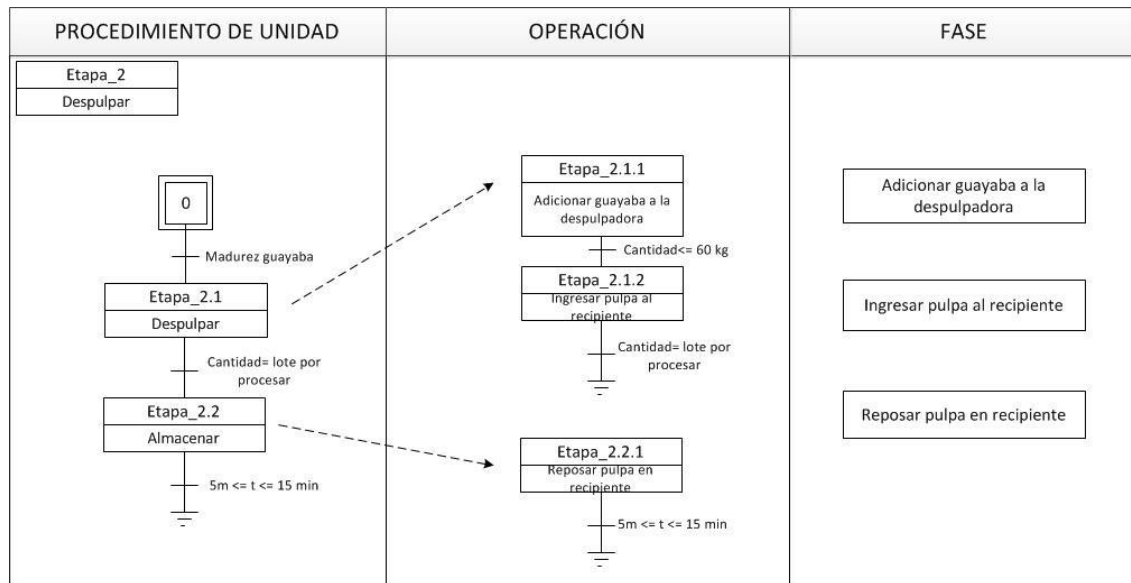 PROCEDIMIENTO DE UNIDAD
OPERACIÓN
FASE
Etapa_2
Despulpar
0
Madurez guayaba
Etapa_2.1
Despulpar
Cantidad= lote por
procesar
Etapa_2.2
Almacenar
5m <= t <= 15 min
Etapa_2.1.1
Adicionar guayaba a la
despulpadora
Cantidad<= 60 kg
Etapa_2.1.2
Ingresar pulpa al
recipiente
Cantidad= lote por
procesar
Etapa_2.2.1
Reposar pulpa en
recipiente
5m <= t <= 15 min
Adicionar guayaba a la
despulpadora
Ingresar pulpa al recipiente
Reposar pulpa en recipiente